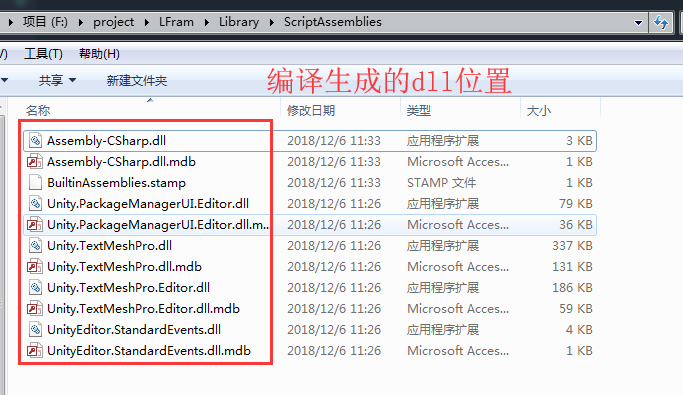 项目 (F:) ▸ project ▸ LFram ▸ Library ▸ ScriptAssemblies
工具(T) 帮助(H)
共享 新建文件夹
编译生成的dll位置
名称 修改日期 类型 大小
Assembly-CSharp.dll 2018/12/6 11:33 应用程序扩展 3 KB
Assembly-CSharp.dll.mdb 2018/12/6 11:33 Microsoft Acces... 1 KB
BuiltinAssemblies.stamp 2018/12/6 11:33 STAMP 文件 1 KB
Unity.PackageManagerUI.Editor.dll 2018/12/6 11:26 应用程序扩展 79 KB
Unity.PackageManagerUI.Editor.dll.m... 2018/12/6 11:26 Microsoft Acces... 36 KB
Unity.TextMeshPro.dll 2018/12/6 11:26 应用程序扩展 337 KB
Unity.TextMeshPro.dll.mdb 2018/12/6 11:26 Microsoft Acces... 131 KB
Unity.TextMeshPro.Editor.dll 2018/12/6 11:26 应用程序扩展 186 KB
Unity.TextMeshPro.Editor.dll.mdb 2018/12/6 11:26 Microsoft Acces... 59 KB
UnityEditor.StandardEvents.dll 2018/12/6 11:26 应用程序扩展 4 KB
UnityEditor.StandardEvents.dll.mdb 2018/12/6 11:26 Microsoft Acces... 1 KB